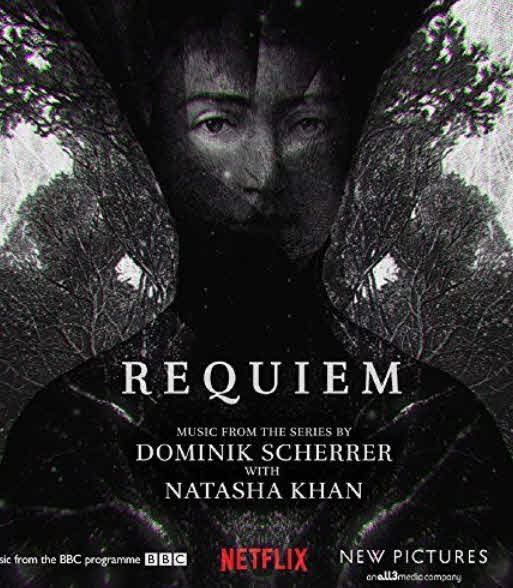 REQUIEM
MUSIC FROM THE SERIES BY
DOMINIK SCHERRER
WITH
NATASHA KHAN
sic from the BBC programme BBC
NETFLIX
NEW PICTURES
an all3media company